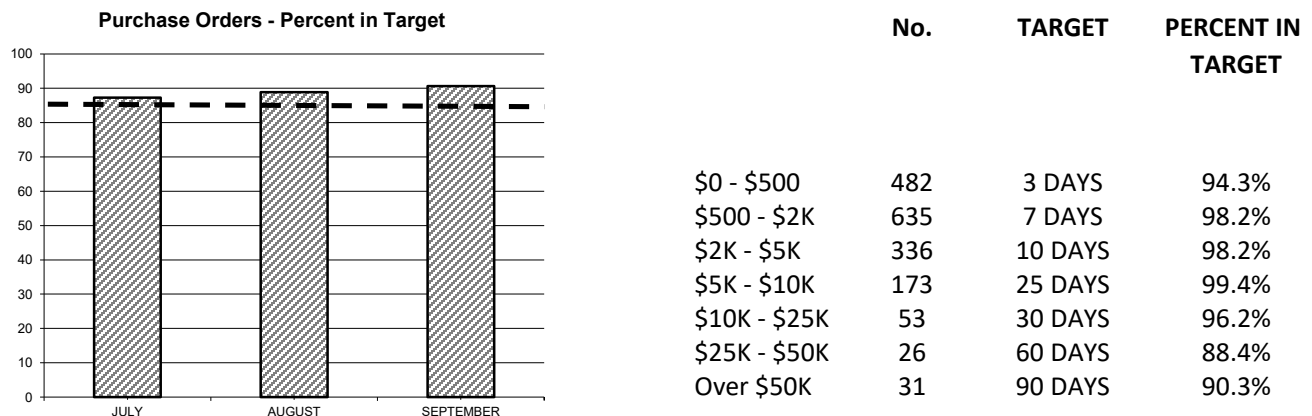 Purchase Orders - Percent in Target
100
90
80
70
60
50
40
30
20
10
0
JULY AUGUST SEPTEMBER
No. TARGET PERCENT IN
TARGET
$0 - $500 482 3 DAYS 94.3%
$500 - $2K 635 7 DAYS 98.2%
$2K - $5K 336 10 DAYS 98.2%
$5K - $10K 173 25 DAYS 99.4%
$10K - $25K 53 30 DAYS 96.2%
$25K - $50K 26 60 DAYS 88.4%
Over $50K 31 90 DAYS 90.3%